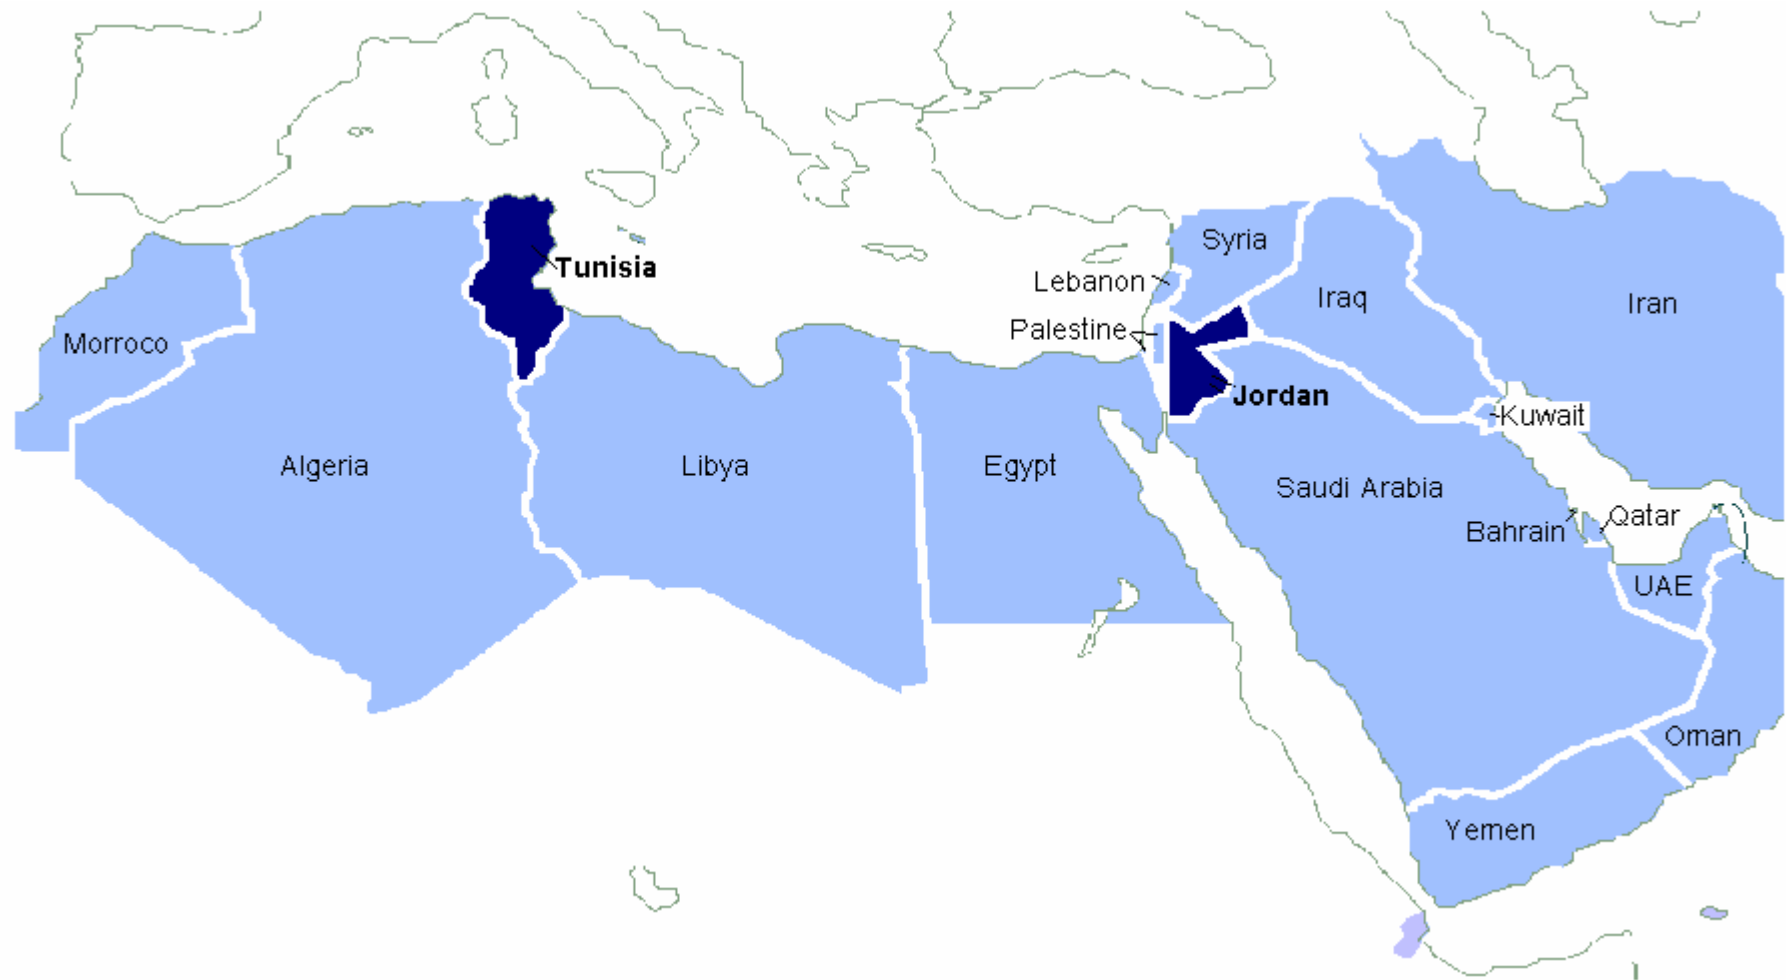 Syria
Tunisia
Lebanon
Iraq
Iran
Palestine
Morroco
Jordan
Kuwait
Algeria
Libya
Egypt
Saudi Arabia
Qatar
Bahrain
UAE
Oman
Yemen